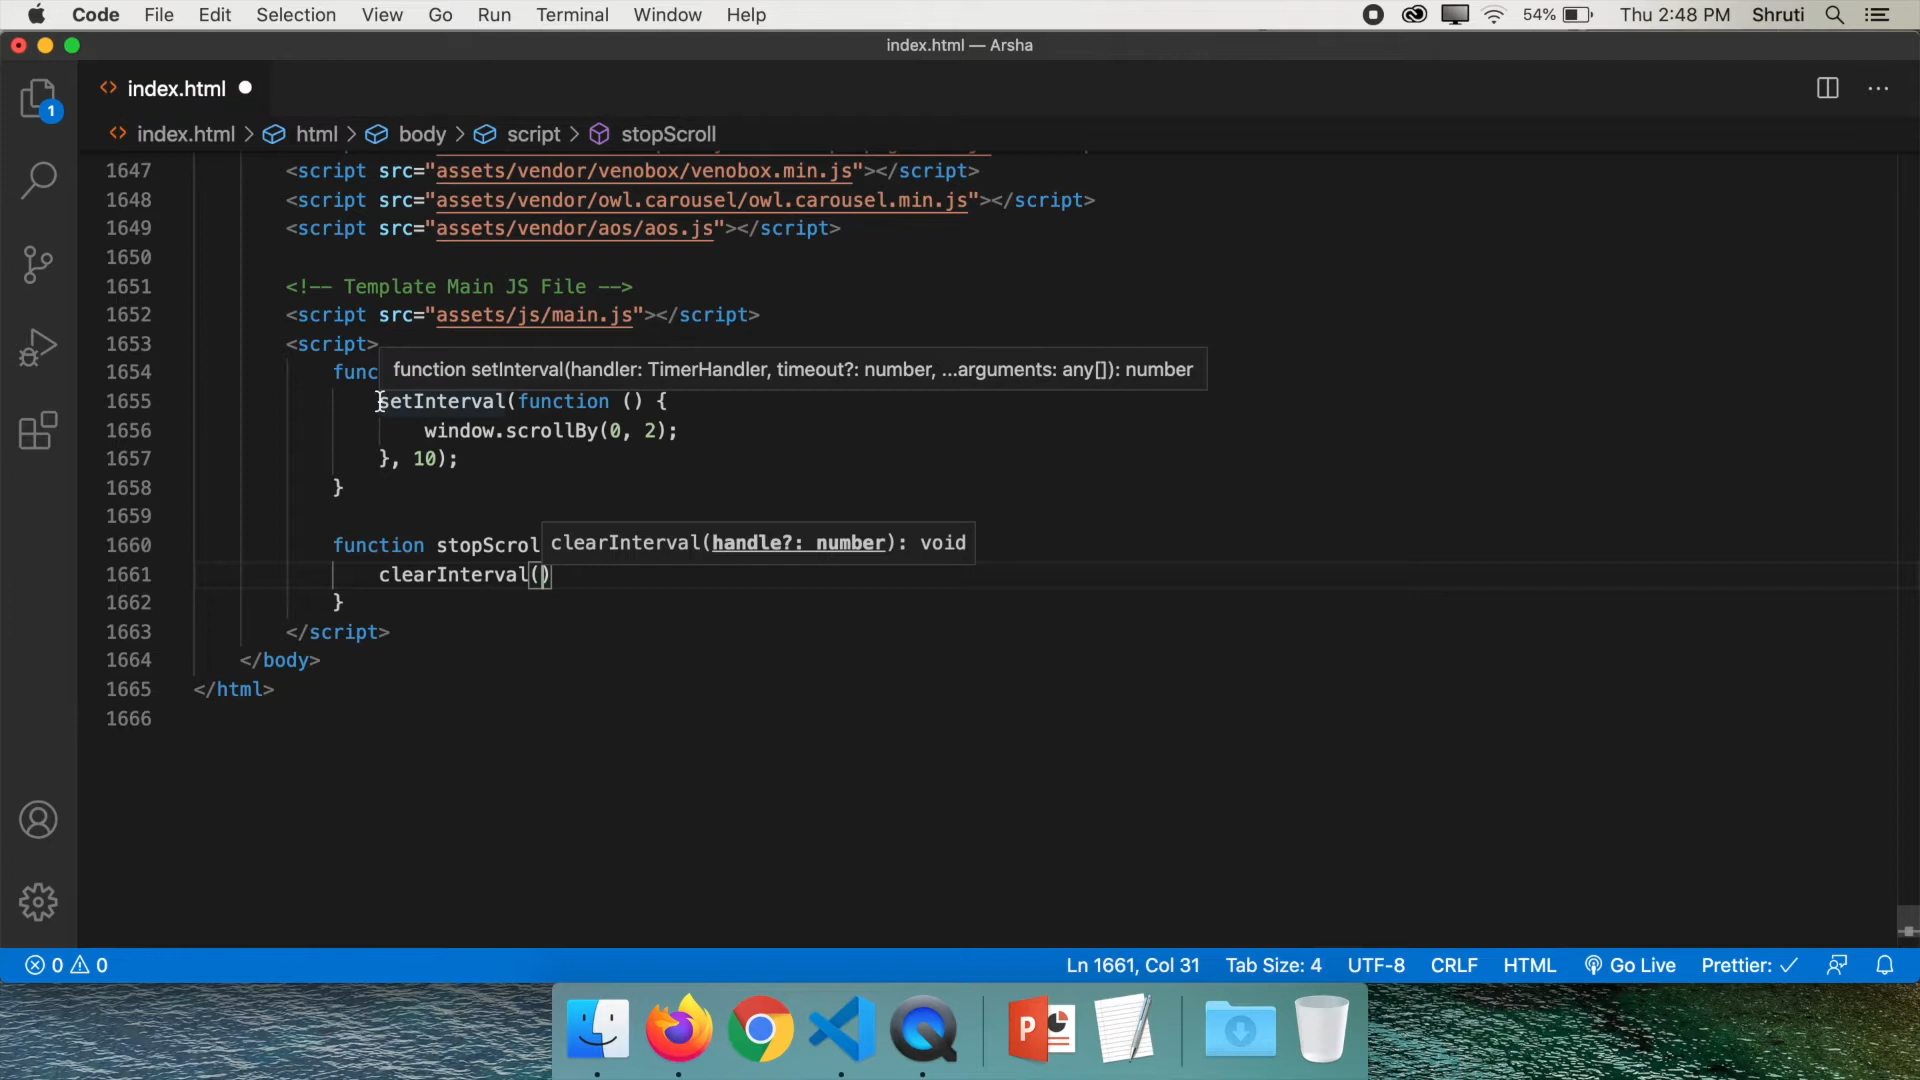 Code File Edit Selection View Go Run Terminal Window Help 54% Thu 2:48 PM Shruti
index.html — Arsha
index.html
index.html > html > body > script > stopScroll
1
1647 <script src="assets/vendor/venobox/venobox.min.js"></script>
1648 <script src="assets/vendor/owl.carousel/owl.carousel.min.js"></script>
1649 <script src="assets/vendor/aos/aos.js"></script>
1650
1651 <!-- Template Main JS File -->
1652 <script src="assets/js/main.js"></script>
1653 <script>
1654 func
function setInterval(handler: TimerHandler, timeout?: number, ...arguments: any[]): number
1655 setInterval(function () {
1656 window.scrollBy(0, 2);
1657 }, 10);
1658 }
1659
1660 function stopScrol
clearInterval(handle?: number): void
1661 clearInterval()
1662 }
1663 </script>
1664 </body>
1665 </html>
1666
0 0 Ln 1661, Col 31 Tab Size: 4 UTF-8 CRLF HTML Go Live Prettier: ✓
P